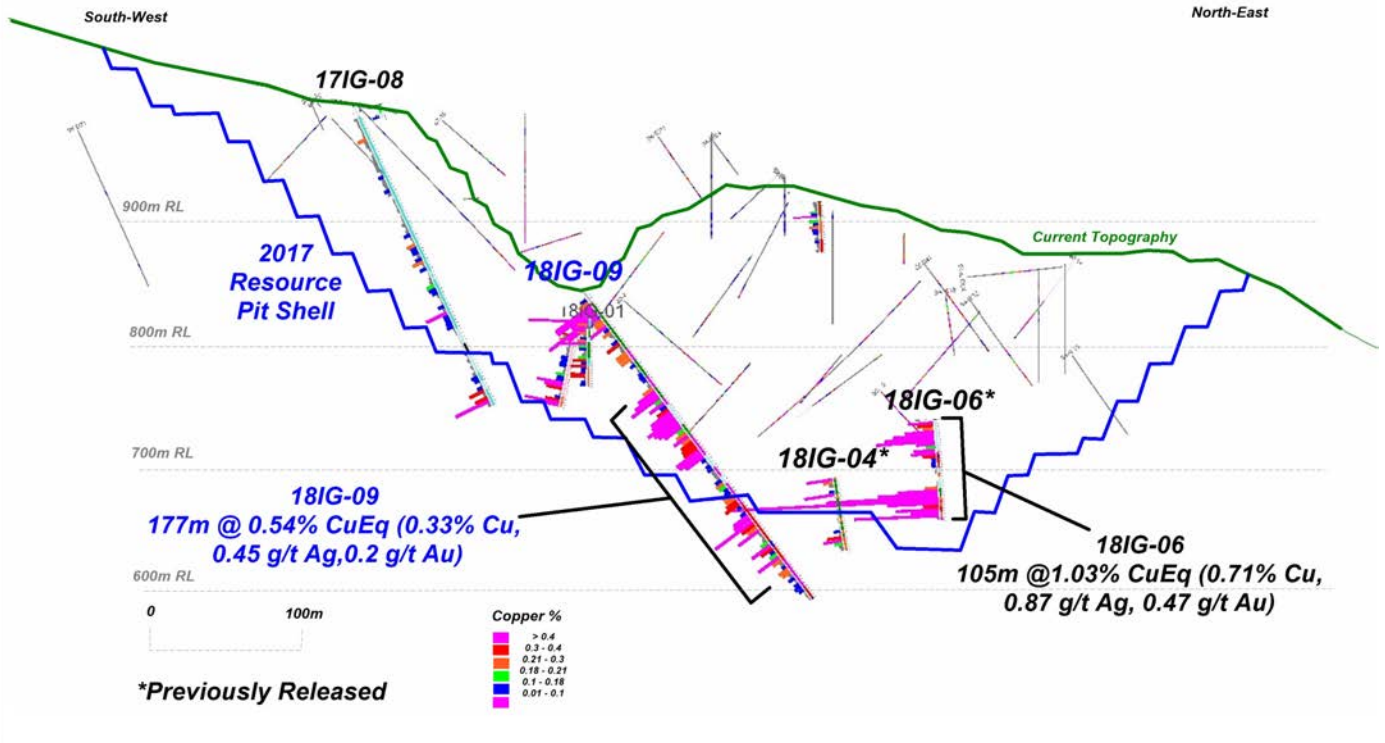 South-West
North-East
17IG-08
900m RL
2017
Resource
Pit Shell
18IG-09
18IG-01
Current Topography
800m RL
18IG-06*
18IG-04*
700m RL
18IG-09
177m @ 0.54% CuEq (0.33% Cu,
0.45 g/t Ag,0.2 g/t Au)
18IG-06
105m @1.03% CuEq (0.71% Cu,
0.87 g/t Ag, 0.47 g/t Au)
600m RL
0
100m
Copper %
> 0.4
0.3 - 0.4
0.21 - 0.3
0.18 - 0.21
0.1 - 0.18
0.01 - 0.1
*Previously Released